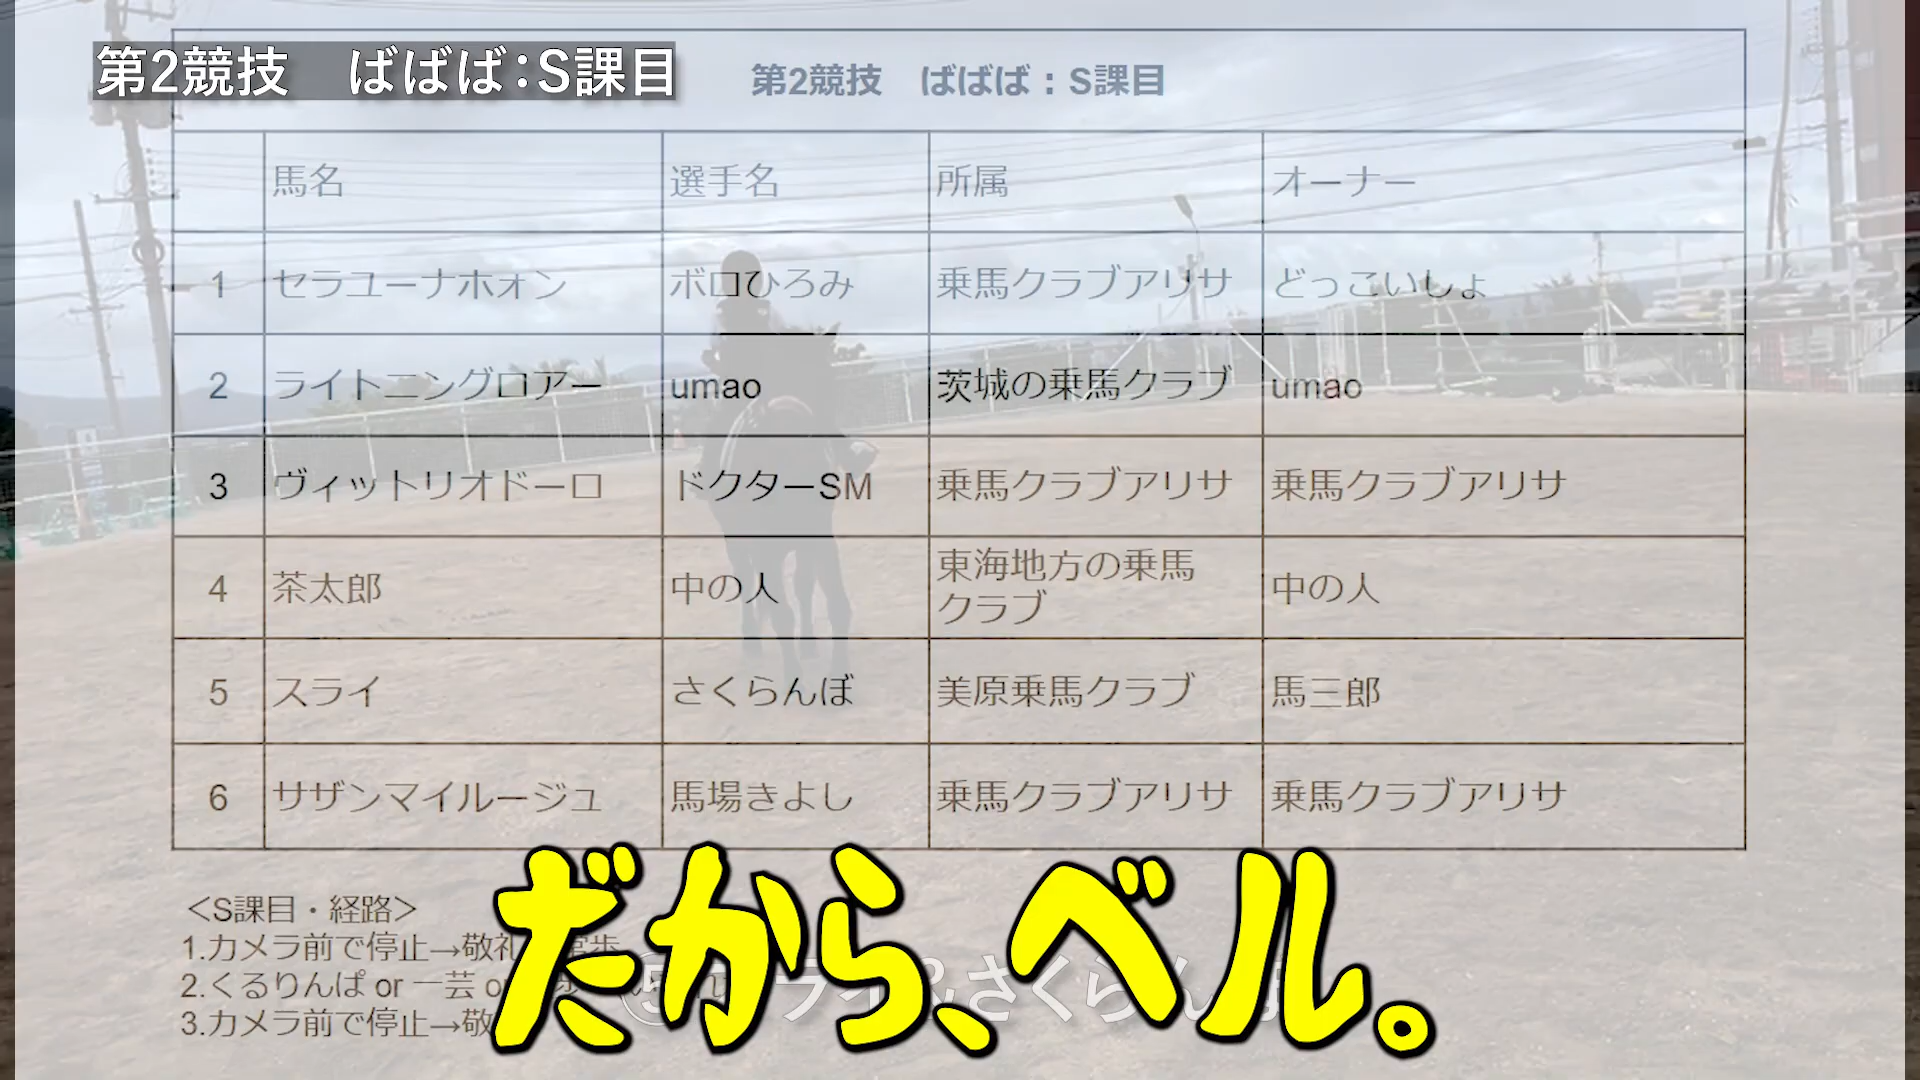 第2競技 ばばば:S課目
第2競技 ばばば：S課目
馬名 選手名 所属 オーナー
1 セラユーナホォン ボロひろみ 乗馬クラブアリサ どっこいしょ
2 ライトニングロアー umao 茨城の乗馬クラブ umao
3 ヴィットリオドーロ ドクターSM 乗馬クラブアリサ 乗馬クラブアリサ
4 茶太郎 中の人 東海地方の乗馬
クラブ 中の人
5 スライ さくらんぼ 美原乗馬クラブ 馬三郎
6 サザンマイルージュ 馬場きよし 乗馬クラブアリサ 乗馬クラブアリサ
＜S課目・経路＞
1.カメラ前で停止→敬礼
2.くるりんぱ or 一芸
3.カメラ前で停止→敬
だから、ベル。